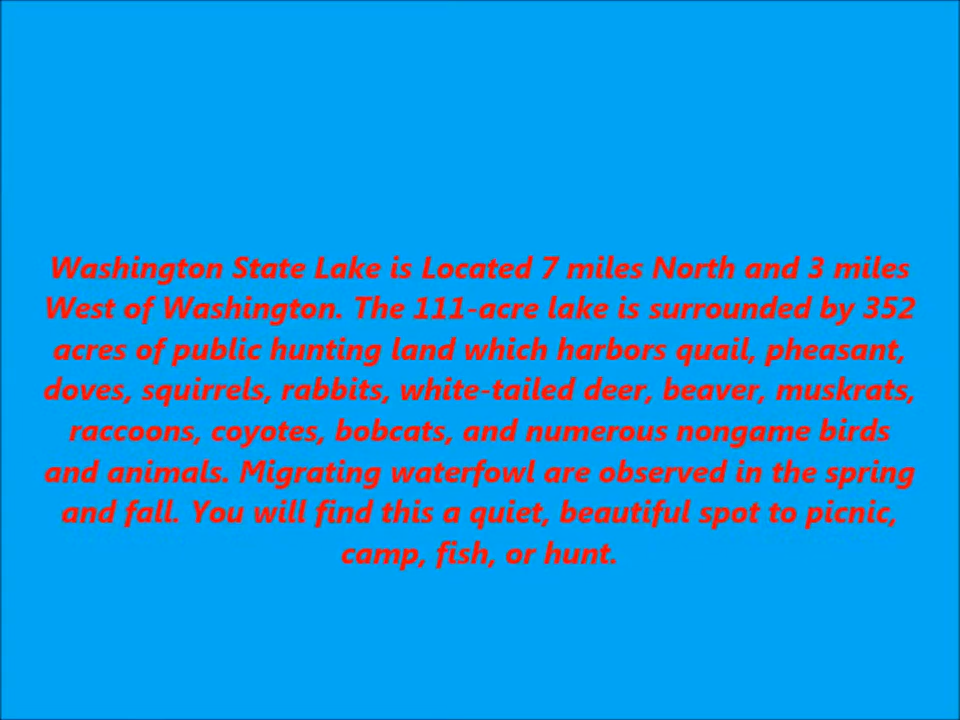 Washington State Lake is Located 7 miles North and 3 miles
West of Washington. The 111-acre lake is surrounded by 352
acres of public hunting land which harbors quail, pheasant,
doves, squirrels, rabbits, white-tailed deer, beaver, muskrats,
raccoons, coyotes, bobcats, and numerous nongame birds
and animals. Migrating waterfowl are observed in the spring
and fall. You will find this a quiet, beautiful spot to picnic,
camp, fish, or hunt.